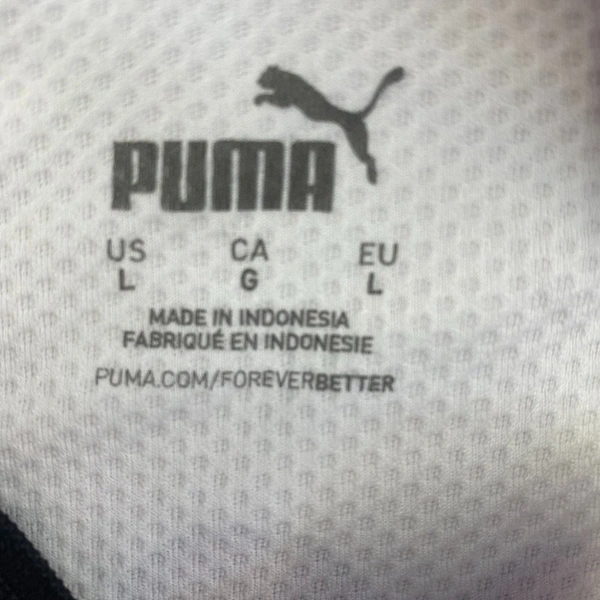 PUMA
US CA EU
L G L
MADE IN INDONESIA
FABRIQUÉ EN INDONESIE
PUMA.COM/FOREVERBETTER